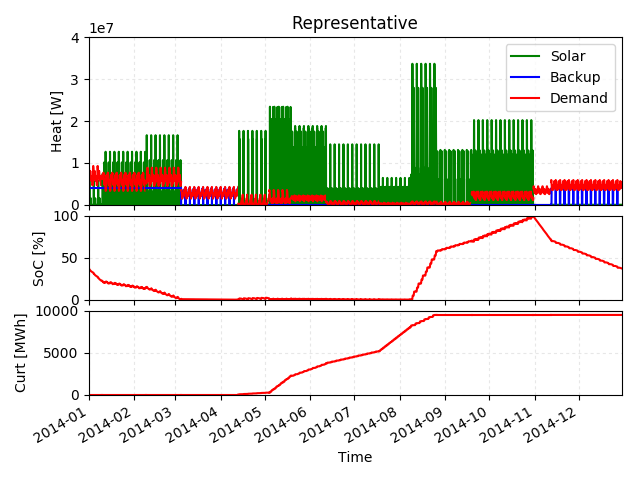 Representative
1e7
4
3
2
1
0
Heat [W]
Solar
Backup
Demand
100
50
0
SoC [%]
10000
5000
0
Curt [MWh]
2014-01
2014-02
2014-03
2014-04
2014-05
2014-06
2014-07
2014-08
2014-09
2014-10
2014-11
2014-12
Time